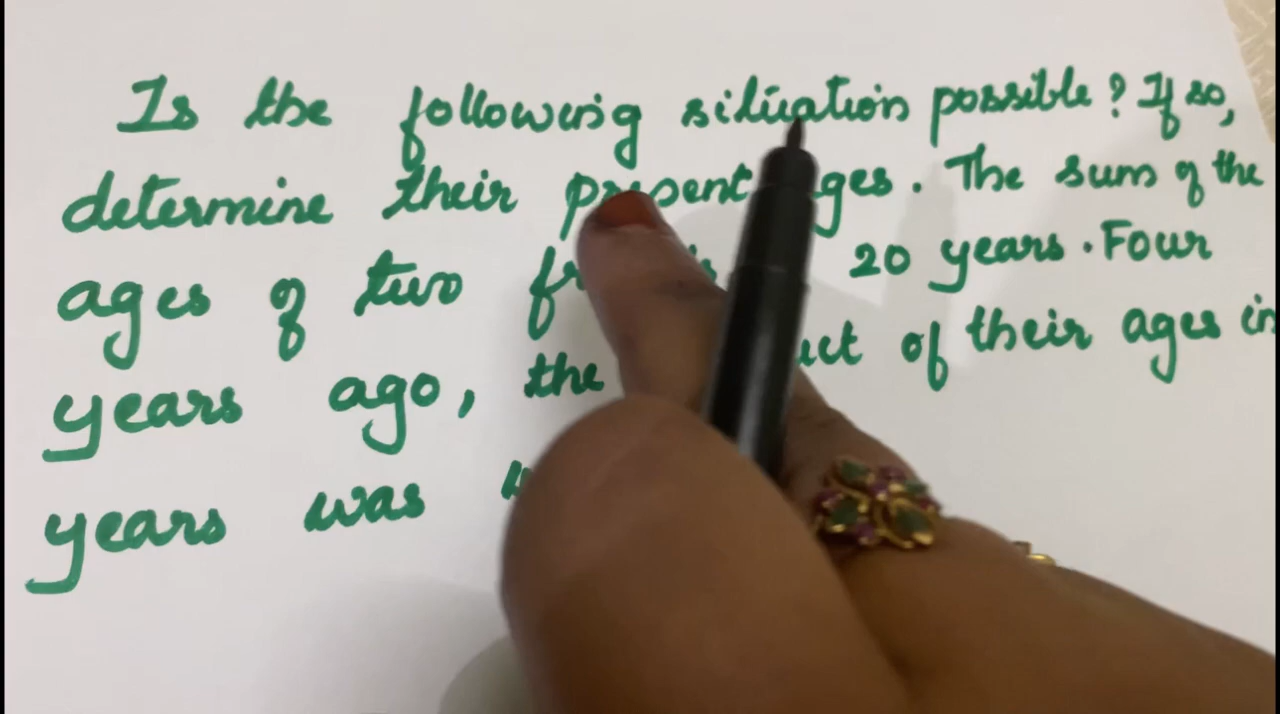 Is the following situation possible? If so,
determine their present ages. The sum of the
ages of two 20 years. Four
years ago, the of their ages in
years was